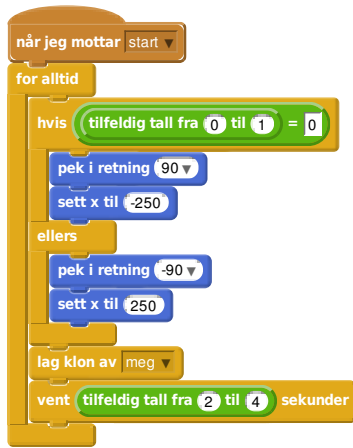 når jeg mottar start
for alltid
hvis tilfeldig tall fra 0 til 1 = 0
pek i retning 90
sett x til -250
ellers
pek i retning -90
sett x til 250
lag klon av meg
vent tilfeldig tall fra 2 til 4 sekunder